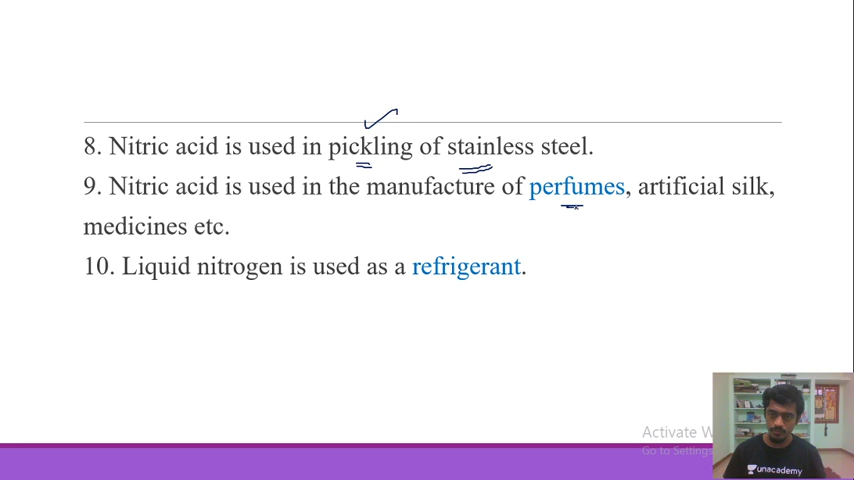 8. Nitric acid is used in pickling of stainless steel.
9. Nitric acid is used in the manufacture of perfumes, artificial silk,
medicines etc.
10. Liquid nitrogen is used as a refrigerant.
Activate W
Go to Settings
unacademy